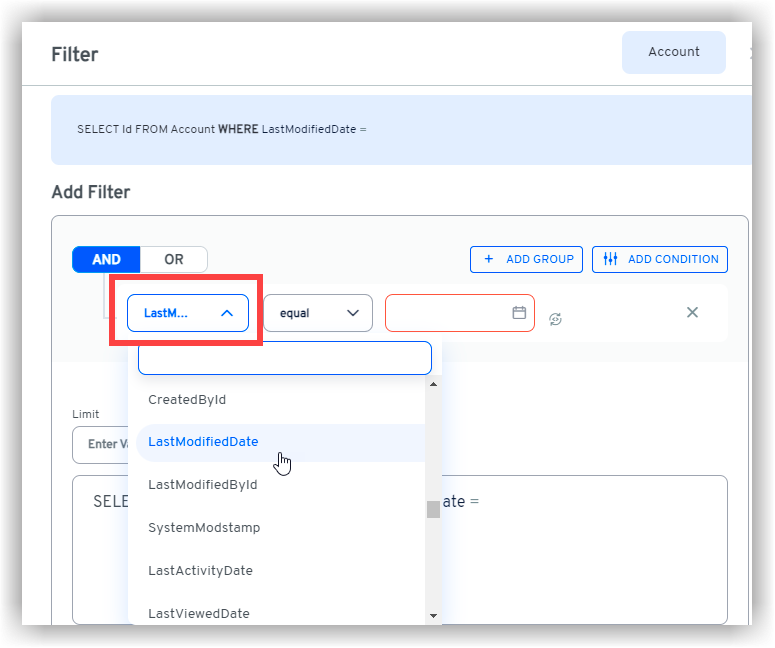 Filter
Account
SELECT Id FROM Account WHERE LastModifiedDate =
Add Filter
AND OR
+ ADD GROUP
ADD CONDITION
LastM...
equal
CreatedById
Limit
LastModifiedDate
Enter Va
LastModifiedById
SELE
ate =
SystemModstamp
LastActivityDate
LastViewedDate